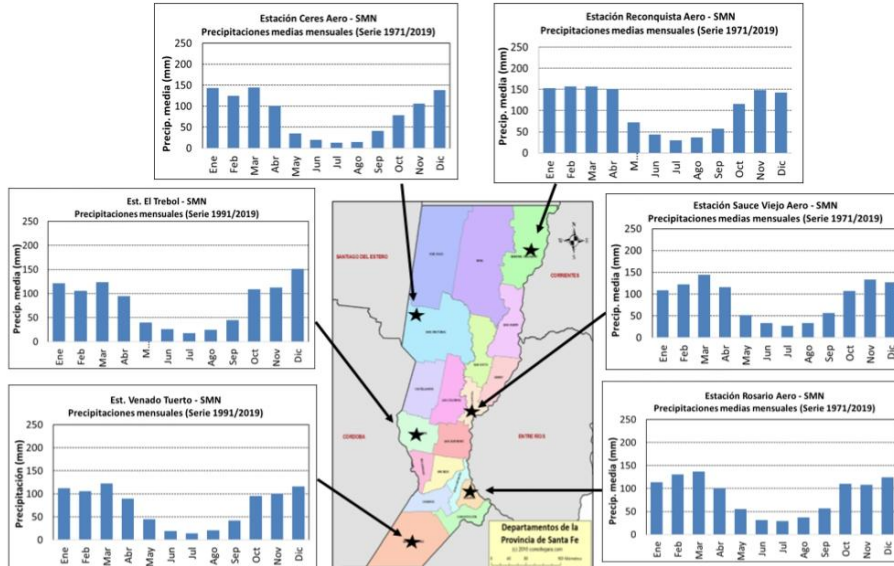 Estación Ceres Aero - SMN
Precipitaciones medias mensuales (Serie 1971/2019)
Precip. media (mm)
250
200
150
100
50
0
Ene Feb Mar Abr May Jun Jul Ago Sep Oct Nov Dic
Estación Reconquista Aero - SMN
Precipitaciones medias mensuales (Serie 1971/2019)
Precip. media (mm)
250
200
150
100
50
0
Ene Feb Mar Abr M… Jun Jul Ago Sep Oct Nov Dic
Est. El Trebol - SMN
Precipitaciones mensuales (Serie 1991/2019)
Precip. media (mm)
250
200
150
100
50
0
Ene Feb Mar Abr M… Jun Jul Ago Sep Oct Nov Dic
Estación Sauce Viejo Aero - SMN
Precipitaciones medias mensuales (Serie 1971/2019)
Precip. media (mm)
250
200
150
100
50
0
Ene Feb Mar Abr May Jun Jul Ago Sep Oct Nov Dic
Est. Venado Tuerto - SMN
Precipitaciones mensuales (Serie 1991/2019)
Precipitación (mm)
250
200
150
100
50
0
Ene Feb Mar Abr May Jun Jul Ago Sep Oct Nov Dic
Estación Rosario Aero - SMN
Precipitaciones medias mensuales (Serie 1971/2019)
Precip. media (mm)
250
200
150
100
50
0
Ene Feb Mar Abr May Jun Jul Ago Sep Oct Nov Dic
SANTIAGO DEL ESTERO
CORRIENTES
CORDOBA
ENTRE RIOS
Departamentos de la
Provincia de Santa Fe